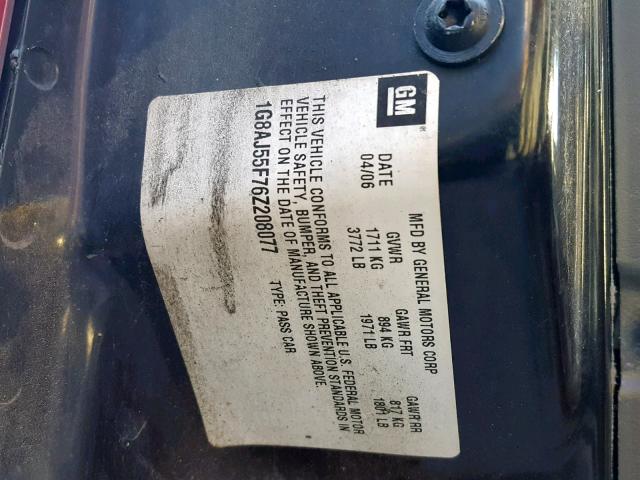 GM
MFD BY GENERAL MOTORS CORP
DATE GVWR GAWR FRT GAWR RR
04/06 1711 KG 894 KG 817 KG
3772 LB 1971 LB 1801 LB
THIS VEHICLE CONFORMS TO ALL APPLICABLE U.S. FEDERAL MOTOR
VEHICLE SAFETY, BUMPER, AND THEFT PREVENTION STANDARDS IN
EFFECT ON THE DATE OF MANUFACTURE SHOWN ABOVE.
1G8AJ55F76Z208077 TYPE: PASS CAR